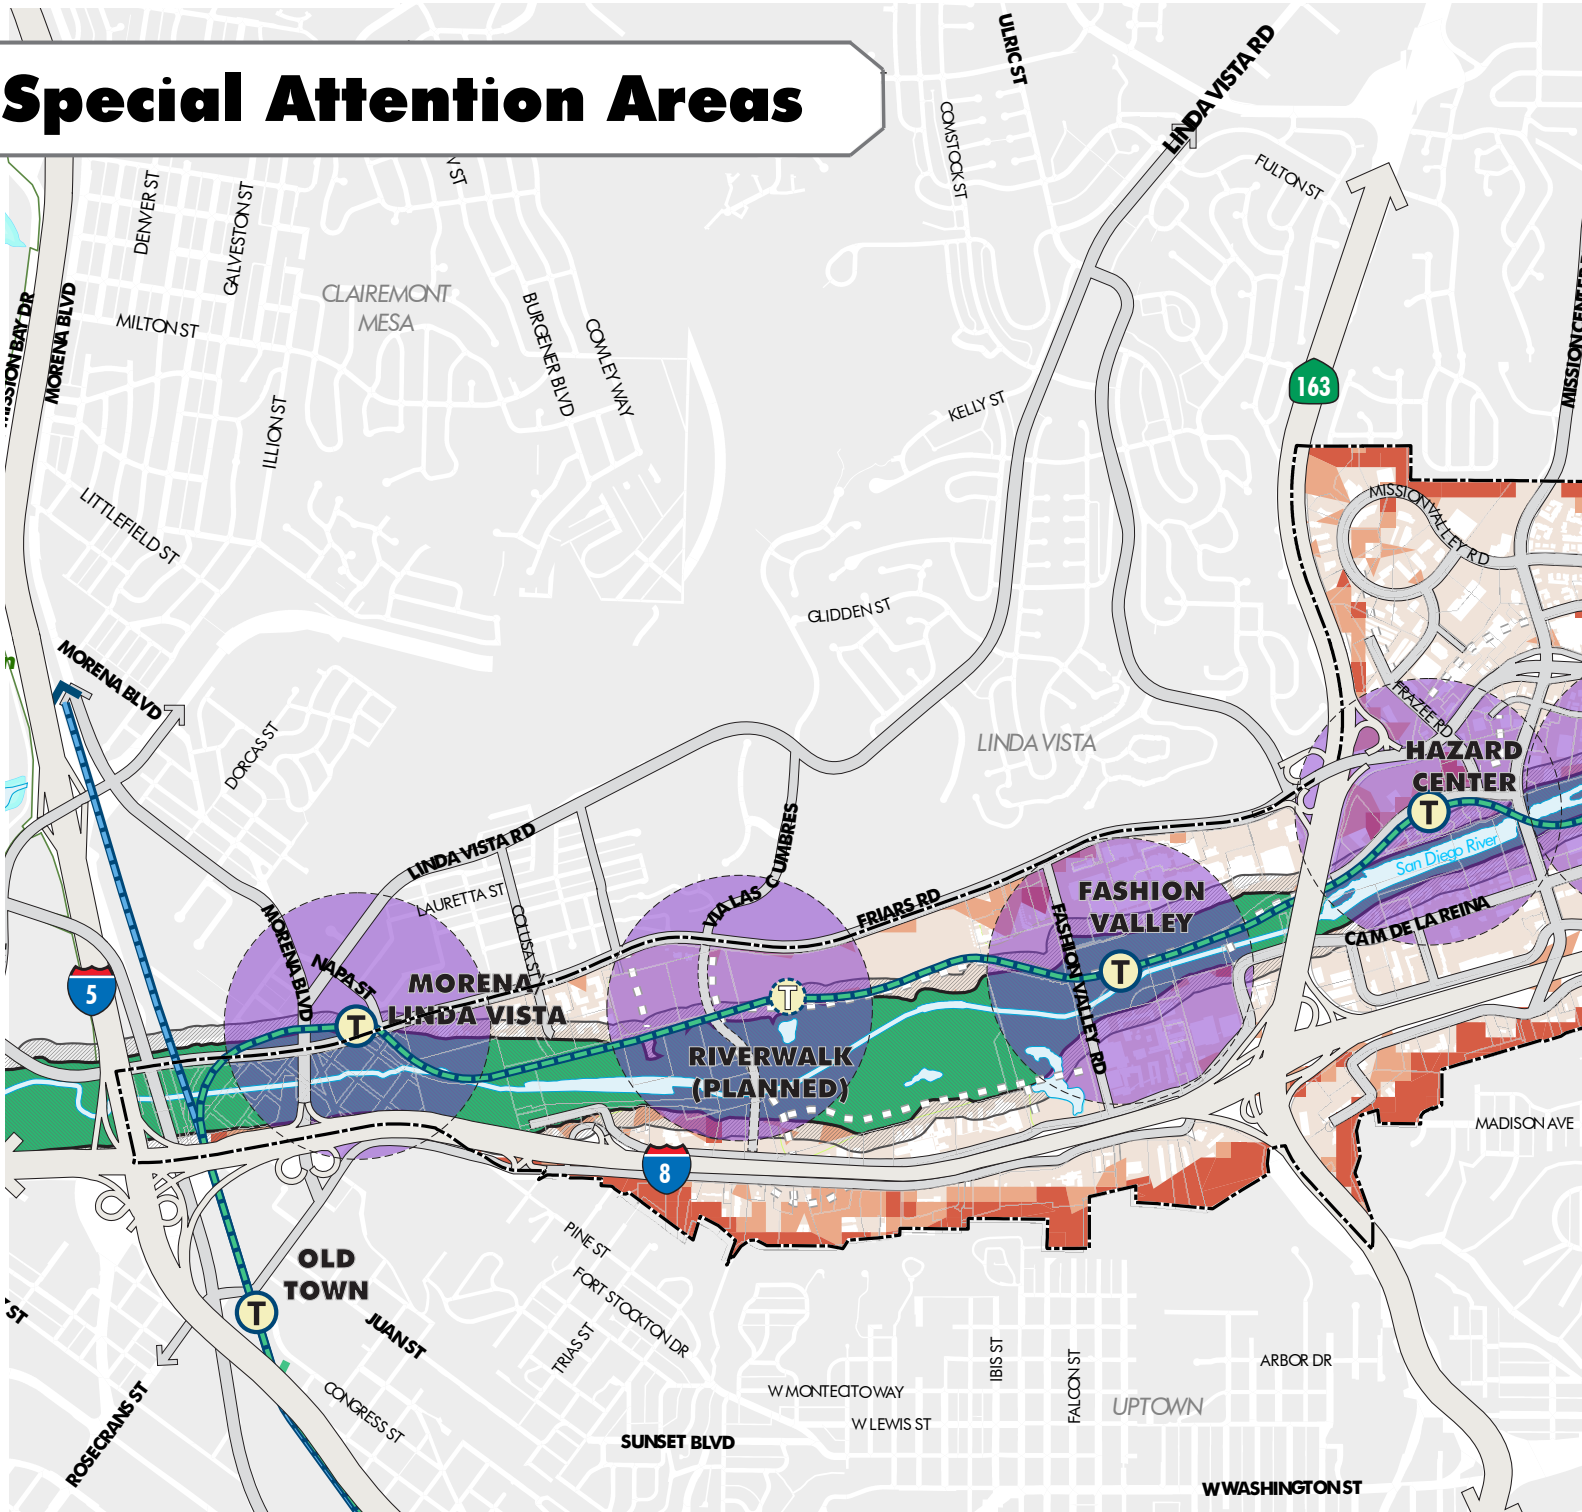 Special Attention Areas
ULRIC ST
LINDA VISTA RD
COMSTOCK ST
FULTON ST
V ST
DENVER ST
GALVESTON ST
CLAIREMONT
MESA
MILTON ST
MORENA BLVD
BURGENER BLVD
COWLEY WAY
ILLION ST
KELLY ST
163
LITTLEFIELD ST
MISSION VALLEY RD
GLIDDEN ST
MORENA BLVD
DORCAS ST
LINDA VISTA
FRAZEE RD
HAZARD
CENTER
T
San Diego River
LINDA VISTA RD
LAURETTA ST
COLUSA ST
VIA LAS CUMBRES
FRIARS RD
FASHION
VALLEY
T
FASHION VALLEY RD
CAM DE LA REINA
MORENA BLVD
NAPA ST
MORENA/
LINDA VISTA
T
5
T
RIVERWALK
(PLANNED)
8
MADISON AVE
OLD
TOWN
T
JUAN ST
PINE ST
FORT STOCKTON DR
TRIAS ST
ST
ROSECRANS ST
CONGRESS ST
W MONTECITO WAY
W LEWIS ST
SUNSET BLVD
IBIS ST
FALCON ST
UPTOWN
ARBOR DR
W WASHINGTON ST